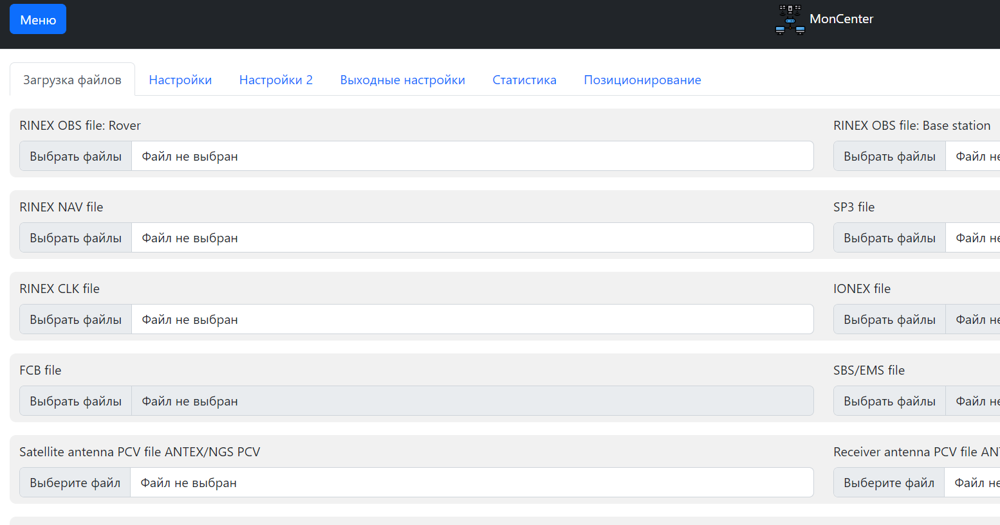 Меню
MonCenter
Загрузка файлов Настройки Настройки 2 Выходные настройки Статистика Позиционирование
RINEX OBS file: Rover RINEX OBS file: Base station
Выбрать файлы Файл не выбран Выбрать файлы Файл не
RINEX NAV file SP3 file
Выбрать файлы Файл не выбран Выбрать файлы Файл не
RINEX CLK file IONEX file
Выбрать файлы Файл не выбран Выбрать файлы Файл не
FCB file SBS/EMS file
Выбрать файлы Файл не выбран Выбрать файлы Файл не
Satellite antenna PCV file ANTEX/NGS PCV Receiver antenna PCV file
Выберите файл Файл не выбран Выберите файл Файл не